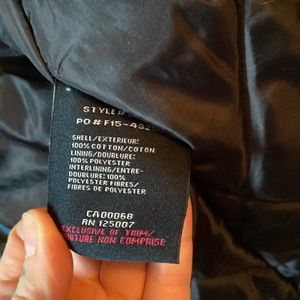 STYLE#
PO# F15-432
SHELL/EXTERIEUR:
100% COTTON/COTON
LINING/DOUBLURE:
100% POLYESTER
INTERLINING/ENTRE-
DOUBLURE: 100%
POLYESTER FIBRES/
FIBRES DE POLYESTER
CA00068
RN 125007
EXCLUSIVE OF TRIM/
GARNITURE NON COMPRISE